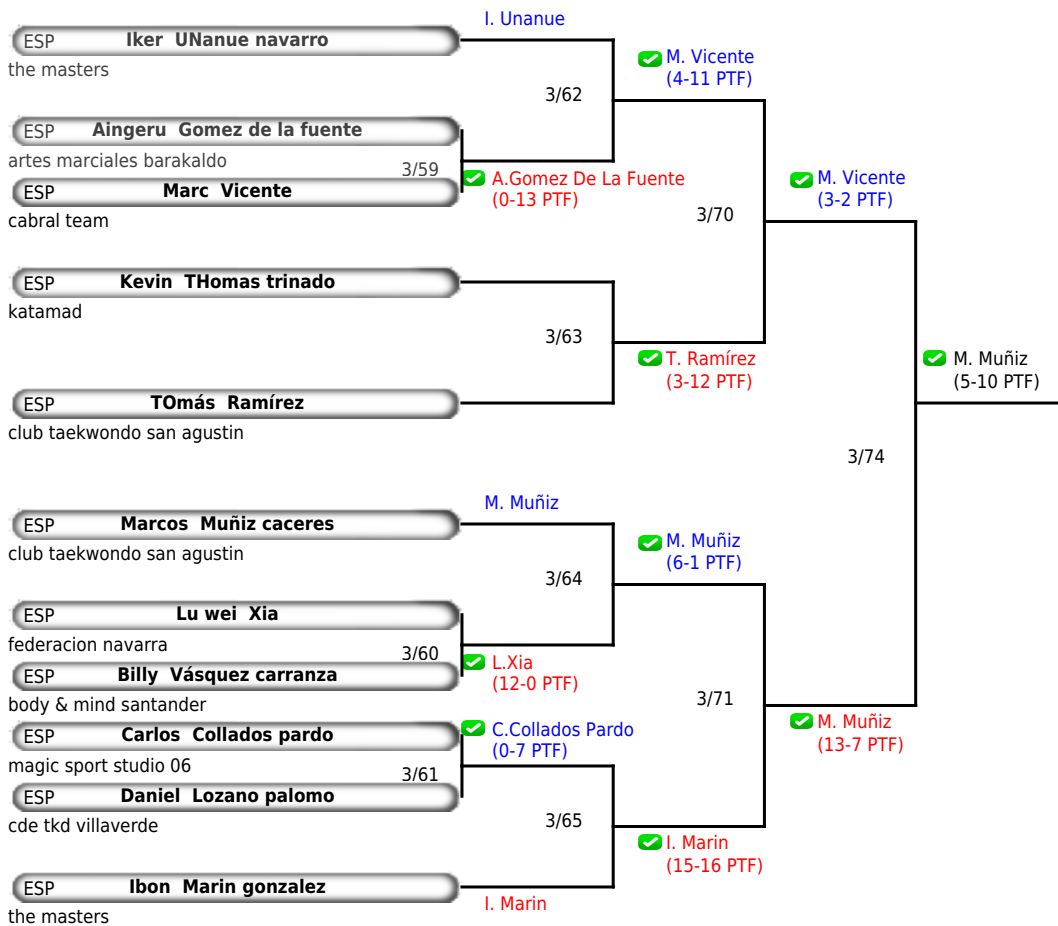 I. Unanue
ESP Iker UNanue navarro
the masters
M. Vicente
(4-11 PTF)
3/62
ESP Aingeru Gomez de la fuente
artes marciales barakaldo
3/59
A.Gomez De La Fuente
(0-13 PTF)
ESP Marc Vicente
cabral team
M. Vicente
(3-2 PTF)
3/70
ESP Kevin THomas trinado
katamad
3/63
T. Ramírez
(3-12 PTF)
M. Muñiz
(5-10 PTF)
ESP TOmás Ramírez
club taekwondo san agustin
3/74
M. Muñiz
ESP Marcos Muñiz caceres
club taekwondo san agustin
M. Muñiz
(6-1 PTF)
3/64
ESP Lu wei Xia
federacion navarra
3/60
L.Xia
(12-0 PTF)
ESP Billy Vásquez carranza
body & mind santander
3/71
M. Muñiz
(13-7 PTF)
ESP Carlos Collados pardo
C.Collados Pardo
(0-7 PTF)
magic sport studio 06
3/61
ESP Daniel Lozano palomo
cde tkd villaverde
3/65
I. Marin
(15-16 PTF)
ESP Ibon Marin gonzalez
I. Marin
the masters